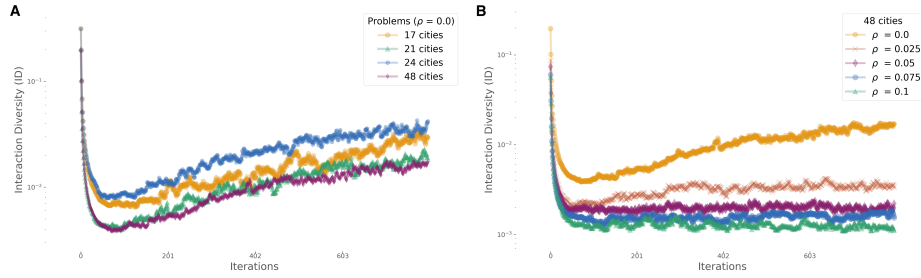 A
Problems (ρ = 0.0)
17 cities
21 cities
24 cities
48 cities
Interaction Diversity (ID)
10⁻¹
10⁻²
0
201
402
603
Iterations
B
48 cities
ρ = 0.0
ρ = 0.025
ρ = 0.05
ρ = 0.075
ρ = 0.1
Interaction Diversity (ID)
10⁻¹
10⁻²
10⁻³
0
201
402
603
Iterations